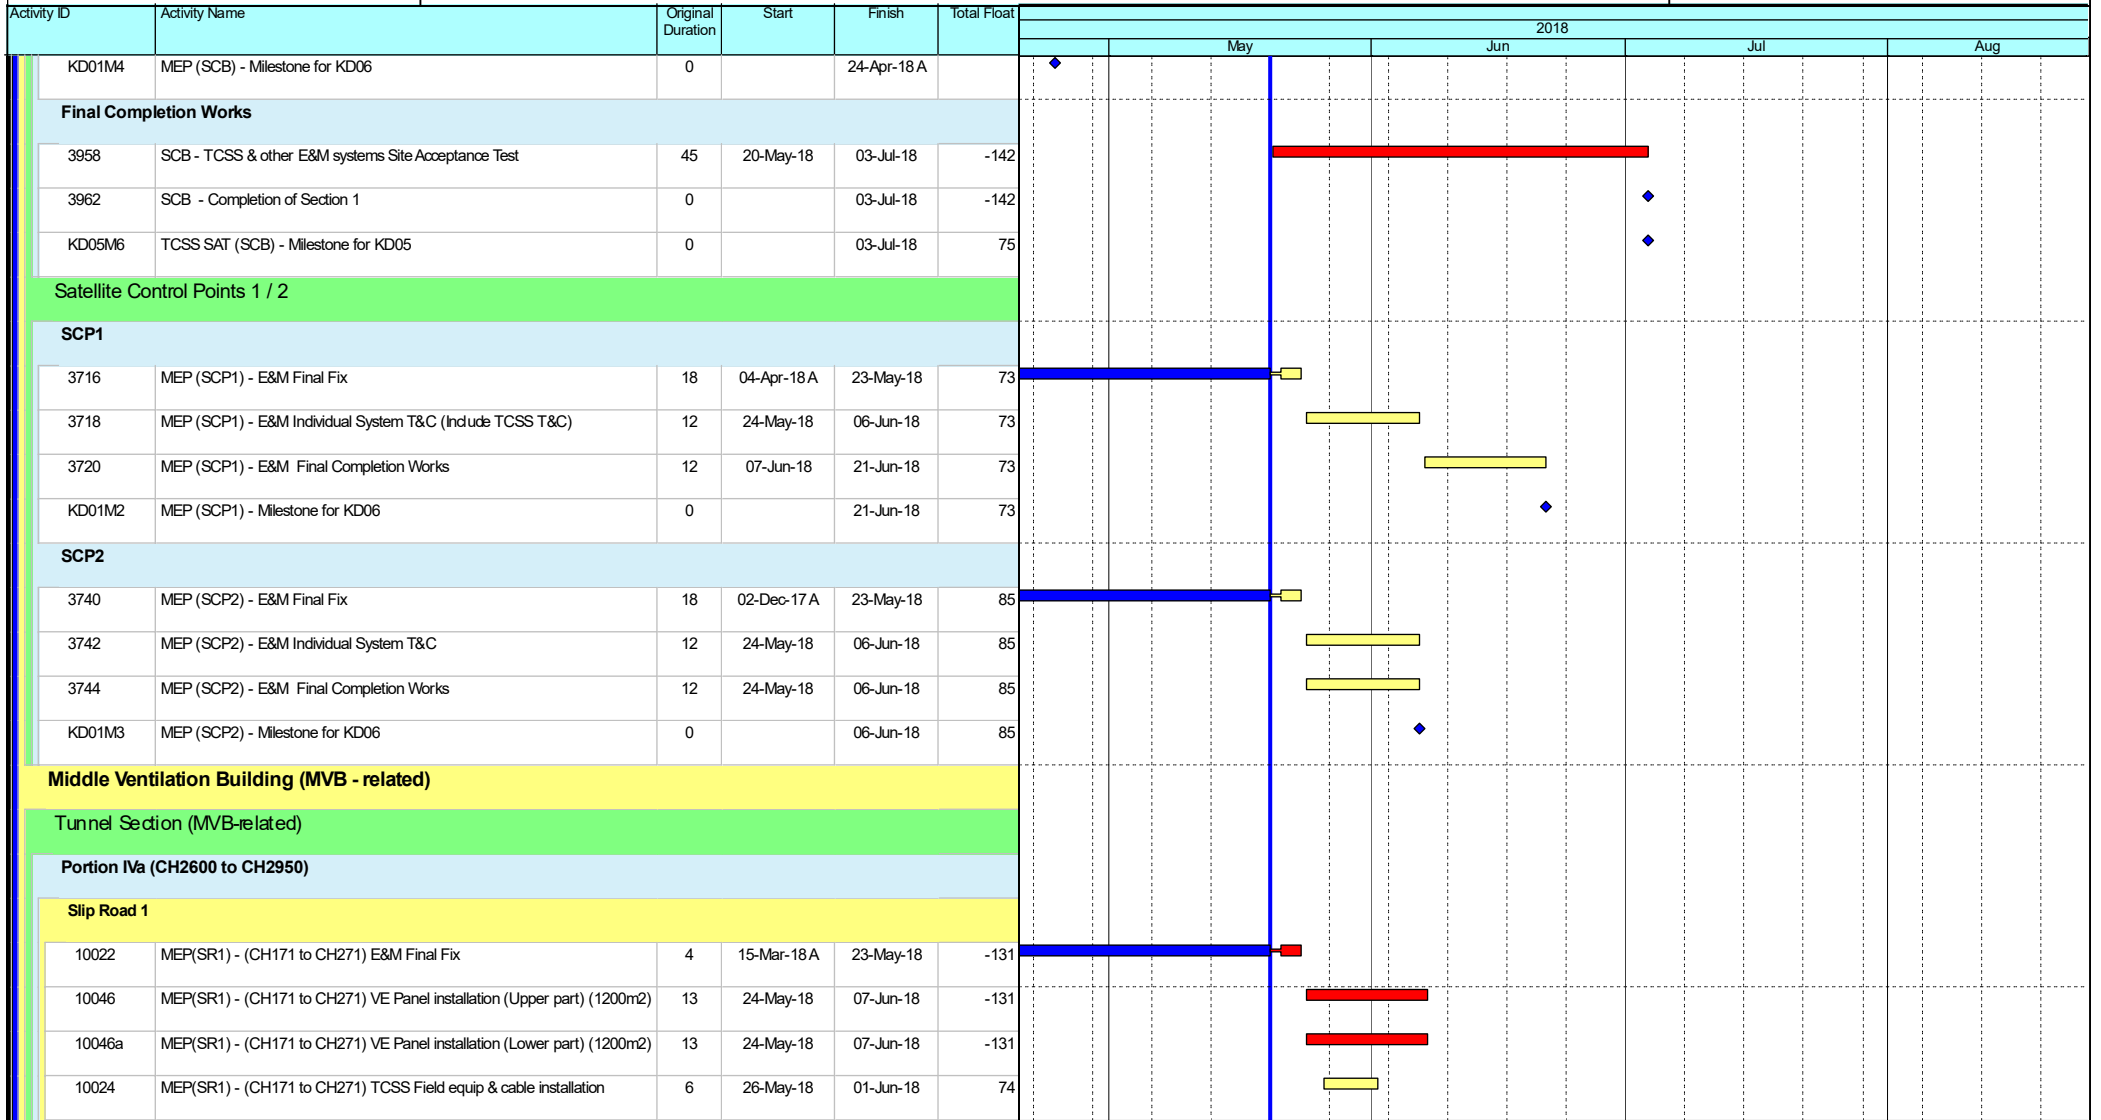 Activity ID Activity Name Original Duration Start Finish Total Float
2018
May Jun Jul Aug
KD01M4 MEP (SCB) - Milestone for KD06 0 24-Apr-18 A
Final Completion Works
3958 SCB - TCSS & other E&M systems Site Acceptance Test 45 20-May-18 03-Jul-18 -142
3962 SCB - Completion of Section 1 0 03-Jul-18 -142
KD05M6 TCSS SAT (SCB) - Milestone for KD05 0 03-Jul-18 75
Satellite Control Points 1 / 2
SCP1
3716 MEP (SCP1) - E&M Final Fix 18 04-Apr-18 A 23-May-18 73
3718 MEP (SCP1) - E&M Individual System T&C (Include TCSS T&C) 12 24-May-18 06-Jun-18 73
3720 MEP (SCP1) - E&M Final Completion Works 12 07-Jun-18 21-Jun-18 73
KD01M2 MEP (SCP1) - Milestone for KD06 0 21-Jun-18 73
SCP2
3740 MEP (SCP2) - E&M Final Fix 18 02-Dec-17 A 23-May-18 85
3742 MEP (SCP2) - E&M Individual System T&C 12 24-May-18 06-Jun-18 85
3744 MEP (SCP2) - E&M Final Completion Works 12 24-May-18 06-Jun-18 85
KD01M3 MEP (SCP2) - Milestone for KD06 0 06-Jun-18 85
Middle Ventilation Building (MVB - related)
Tunnel Section (MVB-related)
Portion IVa (CH2600 to CH2950)
Slip Road 1
10022 MEP(SR1) - (CH171 to CH271) E&M Final Fix 4 15-Mar-18 A 23-May-18 -131
10046 MEP(SR1) - (CH171 to CH271) VE Panel installation (Upper part) (1200m2) 13 24-May-18 07-Jun-18 -131
10046a MEP(SR1) - (CH171 to CH271) VE Panel installation (Lower part) (1200m2) 13 24-May-18 07-Jun-18 -131
10024 MEP(SR1) - (CH171 to CH271) TCSS Field equip & cable installation 6 26-May-18 01-Jun-18 74